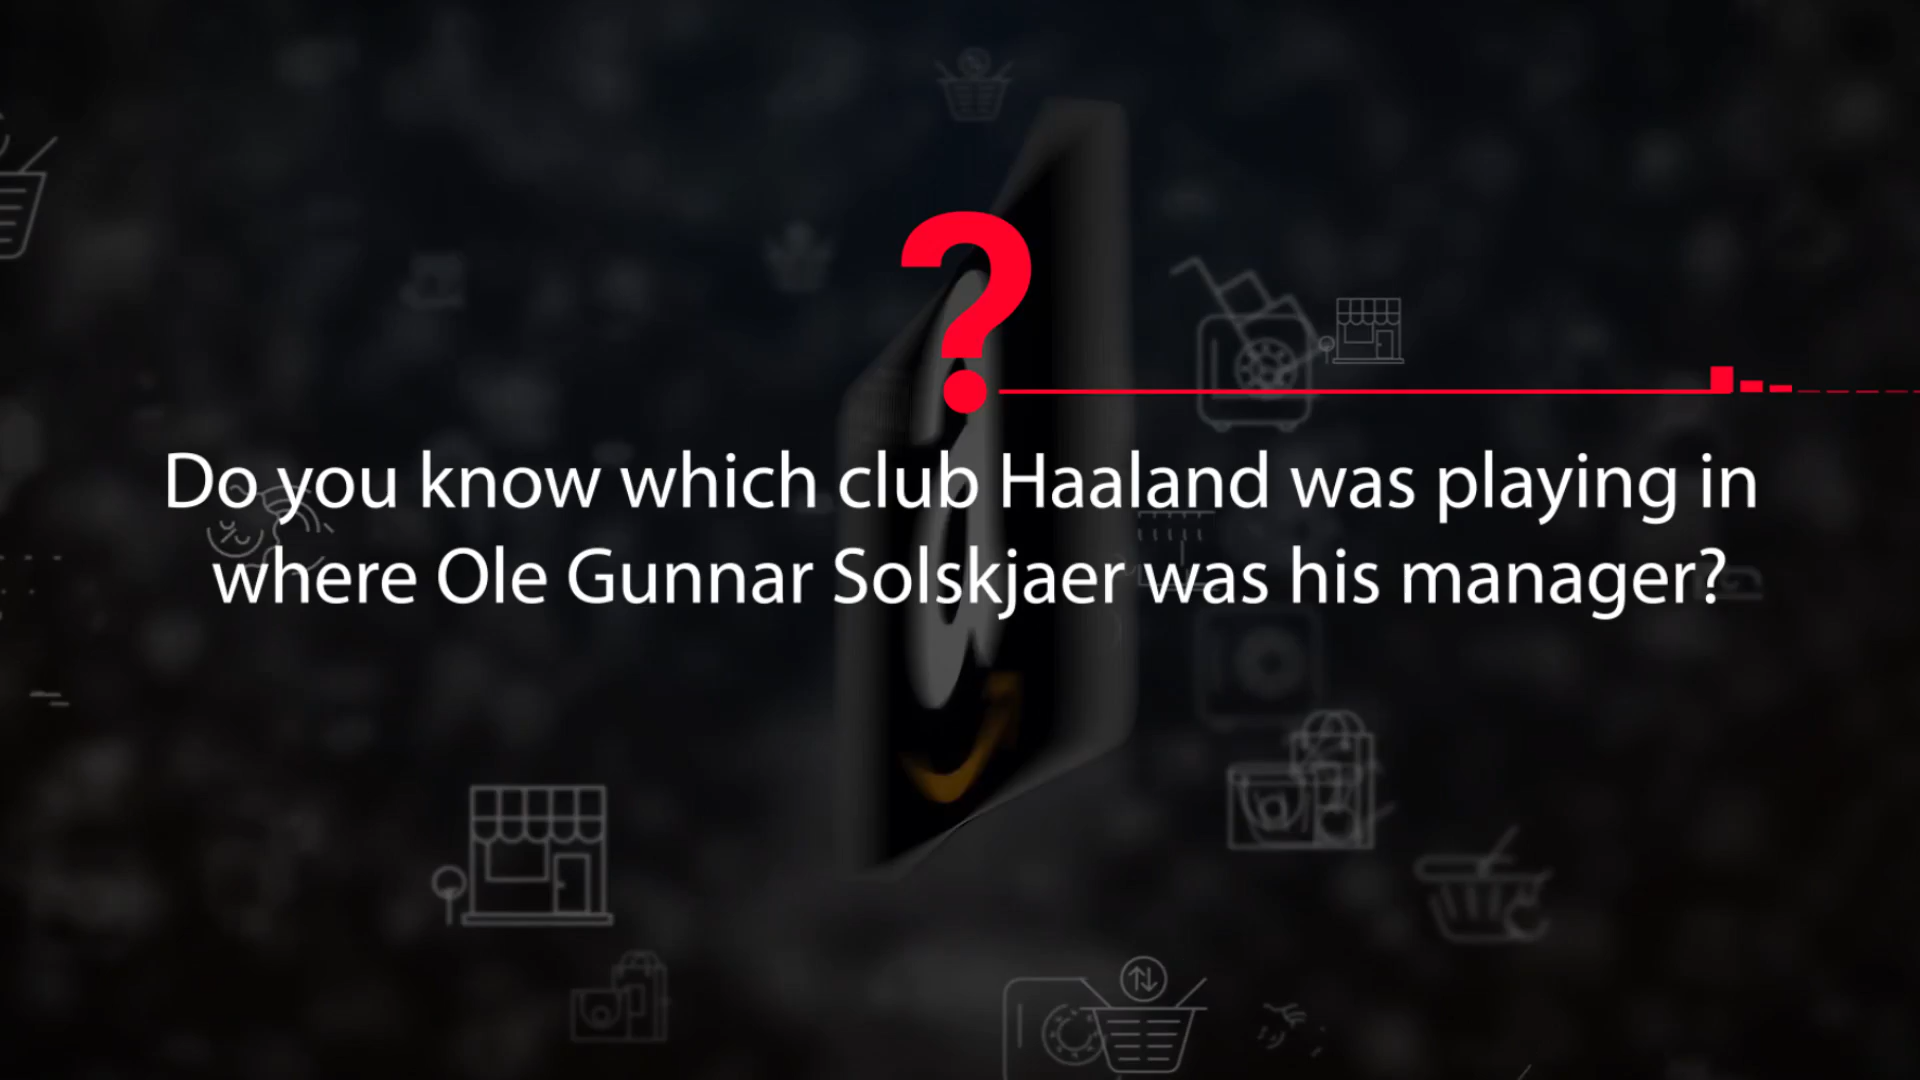 ?
Do you know which club Haaland was playing in
where Ole Gunnar Solskjaer was his manager?